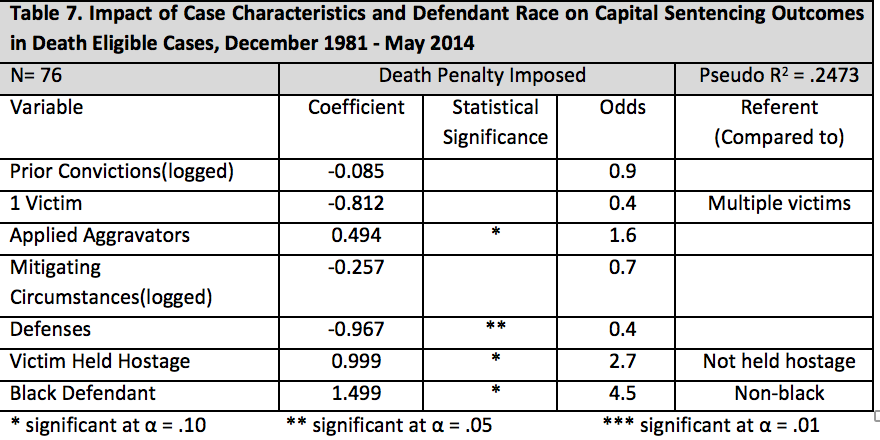 Table 7. Impact of Case Characteristics and Defendant Race on Capital Sentencing Outcomes
in Death Eligible Cases, December 1981 - May 2014
N= 76 Death Penalty Imposed Pseudo R² = .2473
Variable Coefficient Statistical Significance Odds Referent (Compared to)
Prior Convictions(logged) -0.085 0.9
1 Victim -0.812 0.4 Multiple victims
Applied Aggravators 0.494 * 1.6
Mitigating Circumstances(logged) -0.257 0.7
Defenses -0.967 ** 0.4
Victim Held Hostage 0.999 * 2.7 Not held hostage
Black Defendant 1.499 * 4.5 Non-black
* significant at α = .10 ** significant at α = .05 *** significant at α = .01